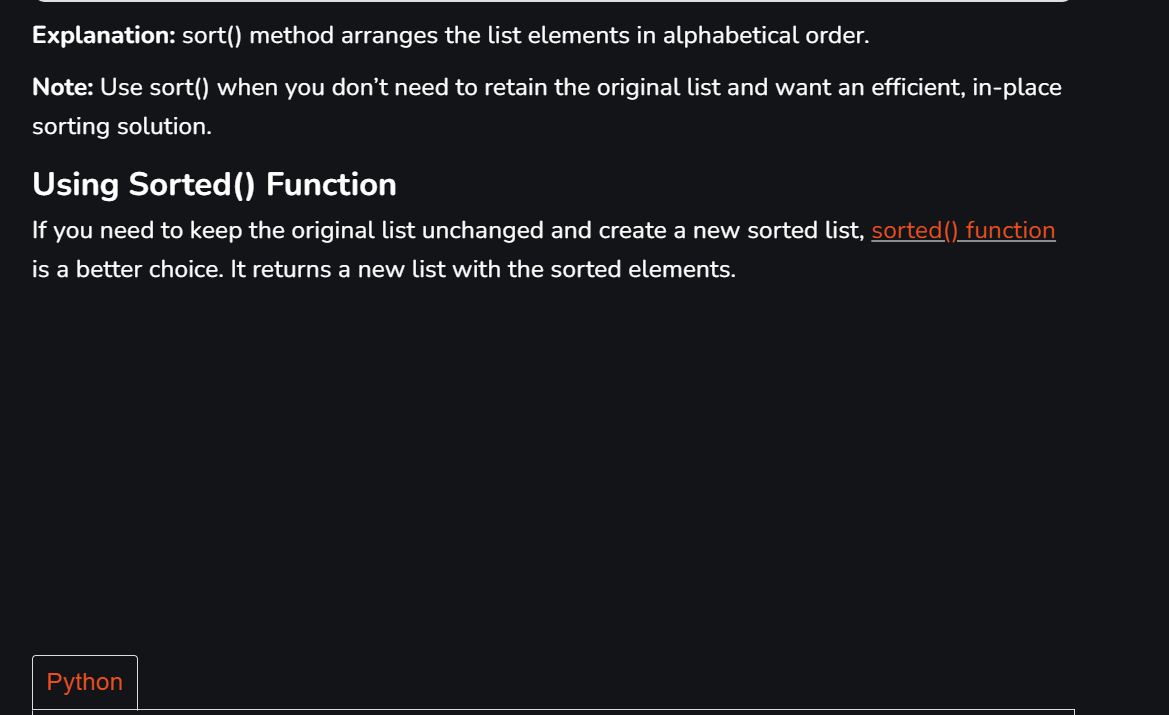 Explanation: sort() method arranges the list elements in alphabetical order.
Note: Use sort() when you don’t need to retain the original list and want an efficient, in-place
sorting solution.
Using Sorted() Function
If you need to keep the original list unchanged and create a new sorted list, sorted() function
is a better choice. It returns a new list with the sorted elements.
Python